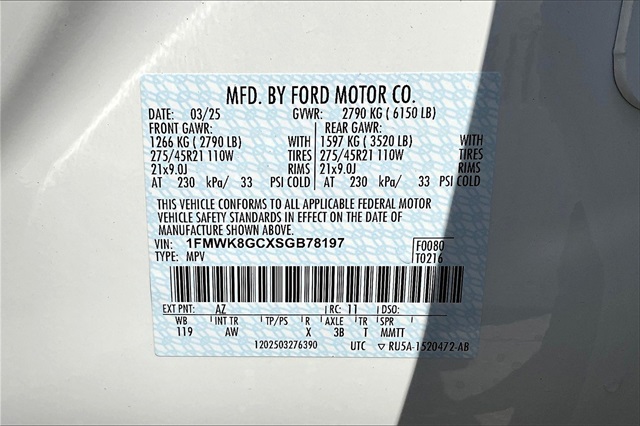 MFD. BY FORD MOTOR CO.
DATE: 03/25 GVWR: 2790 KG ( 6150 LB)
FRONT GAWR: REAR GAWR:
1266 KG ( 2790 LB) WITH 1597 KG ( 3520 LB) WITH
275/45R21 110W TIRES 275/45R21 110W TIRES
21x9.0J RIMS 21x9.0J RIMS
AT 230 kPa/ 33 PSI COLD AT 230 kPa/ 33 PSI COLD
THIS VEHICLE CONFORMS TO ALL APPLICABLE FEDERAL MOTOR
VEHICLE SAFETY STANDARDS IN EFFECT ON THE DATE OF
MANUFACTURE SHOWN ABOVE.
VIN: 1FMWK8GCXSGB78197 F0080
TYPE: MPV T0216
EXT PNT: AZ RC: 11 DSO:
WB INT TR TP/PS R AXLE TR SPR
119 AW X 3B T MMTT
1202503276390 UTC RU5A-1520472-AB